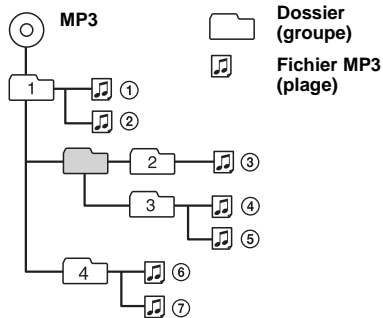 MP3
Dossier
(groupe)
Fichier MP3
(plage)
1
①
②
2
③
3
④
⑤
4
⑥
⑦